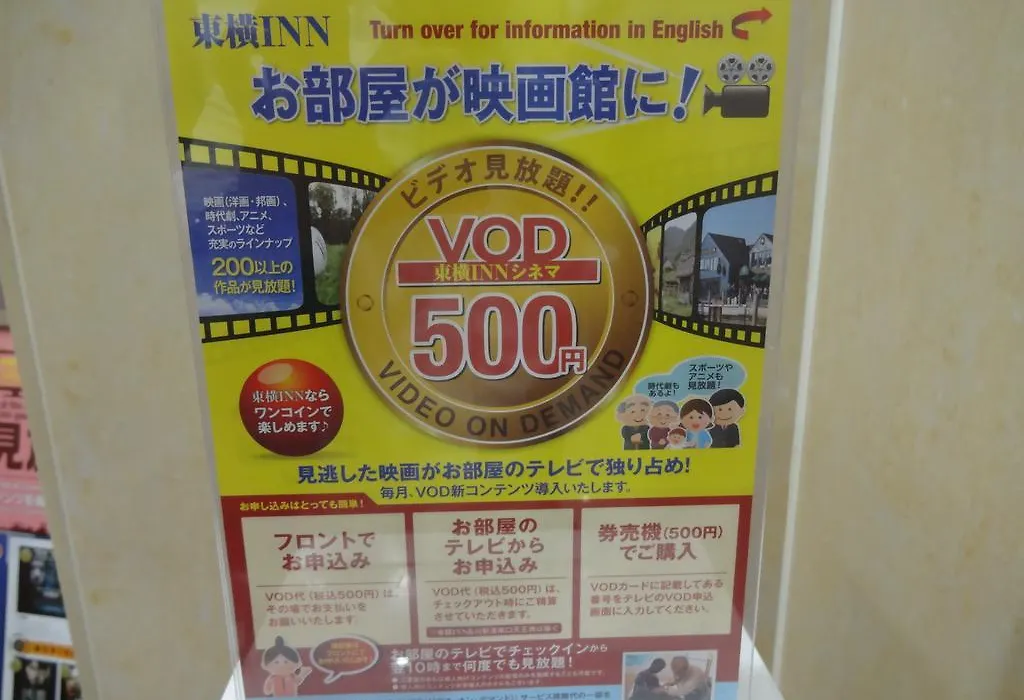 東横INN
Turn over for information in English
お部屋が映画館に!
映画(洋画・邦画)、
時代劇、アニメ、
スポーツなど
充実のラインナップ
200以上の
作品が見放題!
ビデオ見放題!!
VOD
東横INNシネマ
500円
VIDEO ON DEMAND
東横INNなら
ワンコインで
楽しめます♪
時代劇も
あるよ!
スポーツや
アニメも
見放題!
見逃した映画がお部屋のテレビで独り占め!
毎月、VOD新コンテンツ導入いたします。
お申し込みはとっても簡単!
フロントで
お申込み
VOD代(税込500円)は、
その場でお支払いを
お願いいたします。
お部屋の
テレビから
お申込み
VOD代(税込500円)は、
チェックアウト時にご精算
させていただきます。
券売機(500円)
でご購入
VODカードに記載してある
番号をテレビのVOD申込
画面に入力してください。
お部屋のテレビでチェックインから
翌10時まで何度でも見放題!